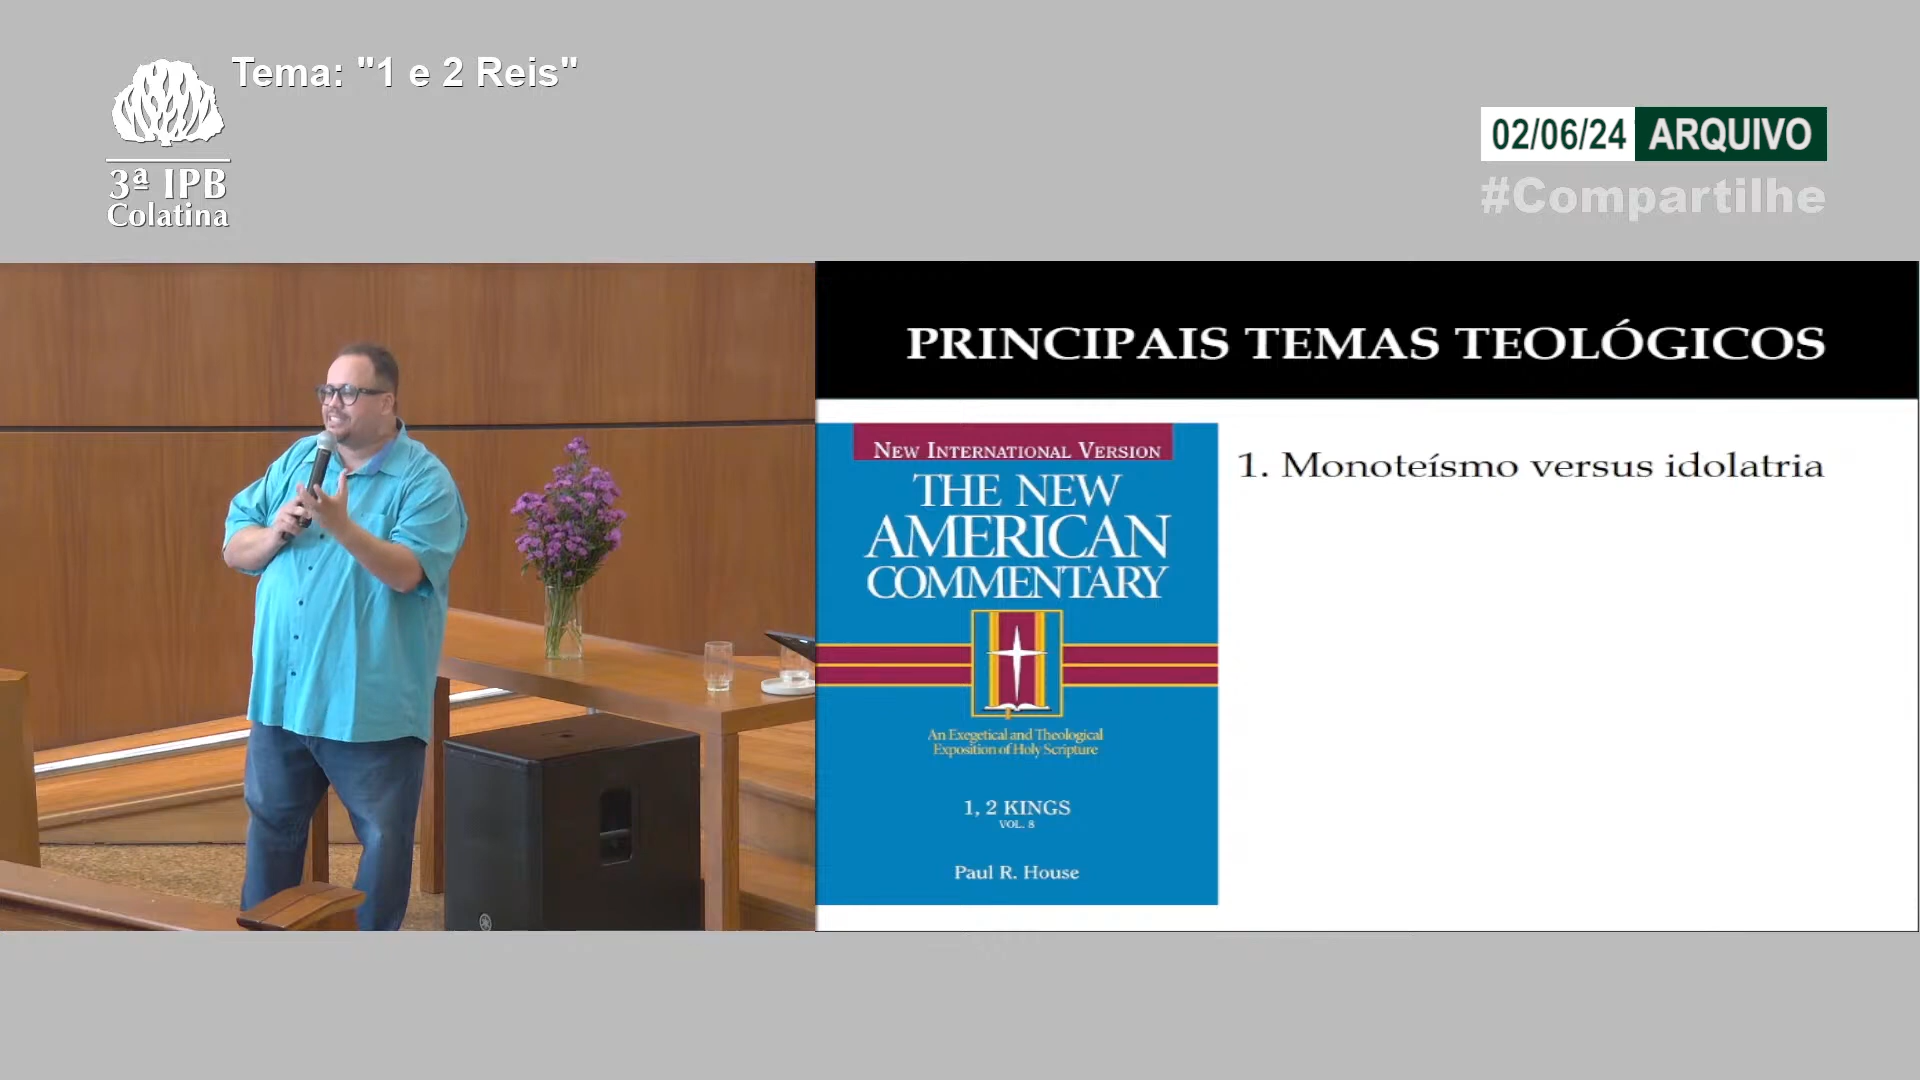 Tema: "1 e 2 Reis"
3ª IPB
Colatina
02/06/24 ARQUIVO
#Compartilhe
PRINCIPAIS TEMAS TEOLÓGICOS
NEW INTERNATIONAL VERSION
THE NEW
AMERICAN
COMMENTARY
An Exegetical and Theological
Exposition of Holy Scripture
1, 2 KINGS
VOL. 8
Paul R. House
1. Monoteísmo versus idolatria